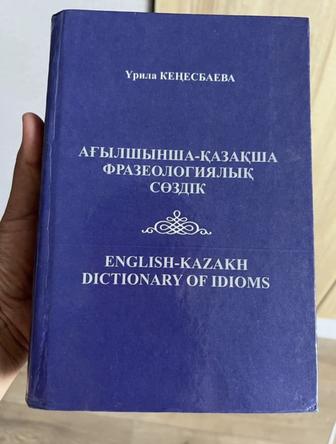 Үрила КЕҢЕСБАЕВА
АҒЫЛШЫНША-ҚАЗАҚША
ФРАЗЕОЛОГИЯЛЫҚ
СӨЗДІК
ENGLISH-KAZAKH
DICTIONARY OF IDIOMS